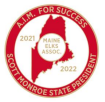 A.I.M. FOR SUCCESS
2021
MAINE
ELKS
ASSOC.
2022
SCOTT MONROE STATE PRESIDENT